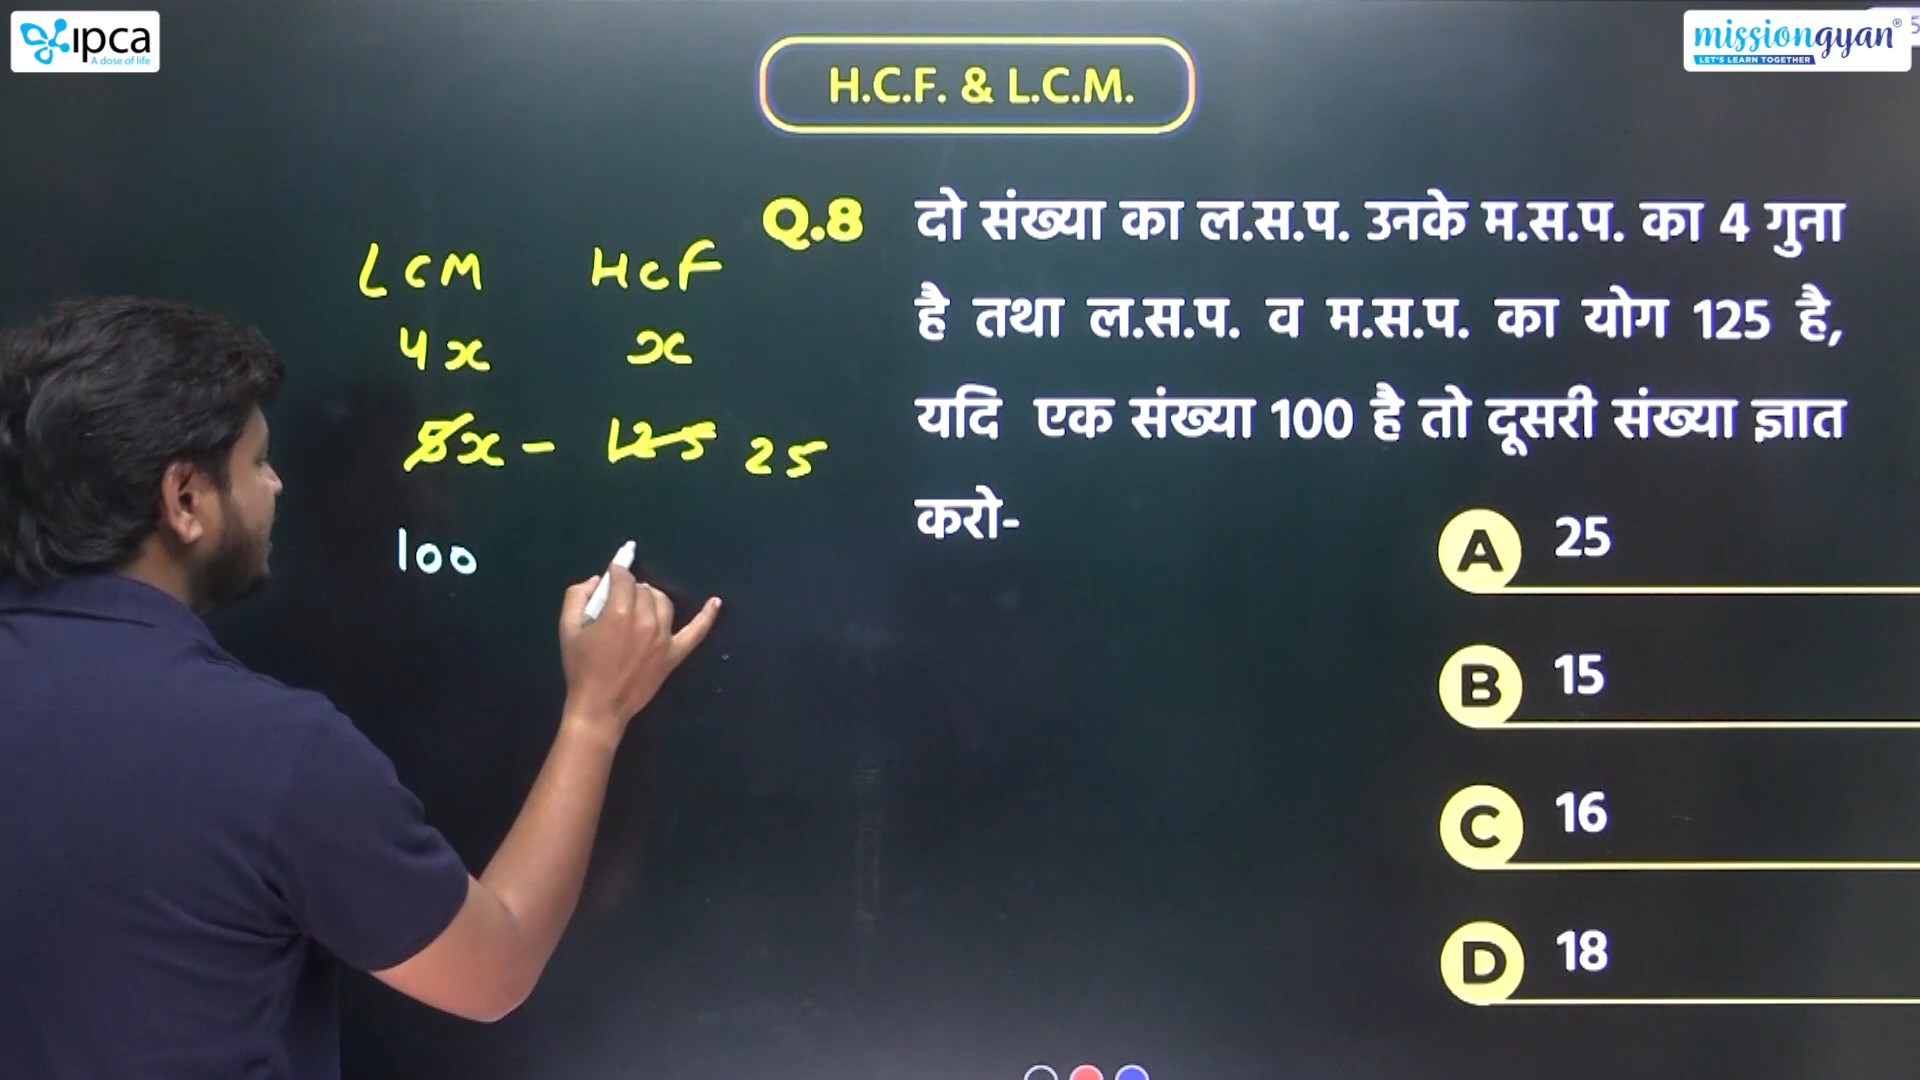 ipca
A dose of life
missiongyan®
LET'S LEARN TOGETHER
H.C.F. & L.C.M.
Q.8 दो संख्या का ल.स.प. उनके म.स.प. का 4 गुना
है तथा ल.स.प. व म.स.प. का योग 125 है,
यदि एक संख्या 100 है तो दूसरी संख्या ज्ञात
करो-
A 25
B 15
C 16
D 18
LCM HCF
4x x
5x - 125 25
100